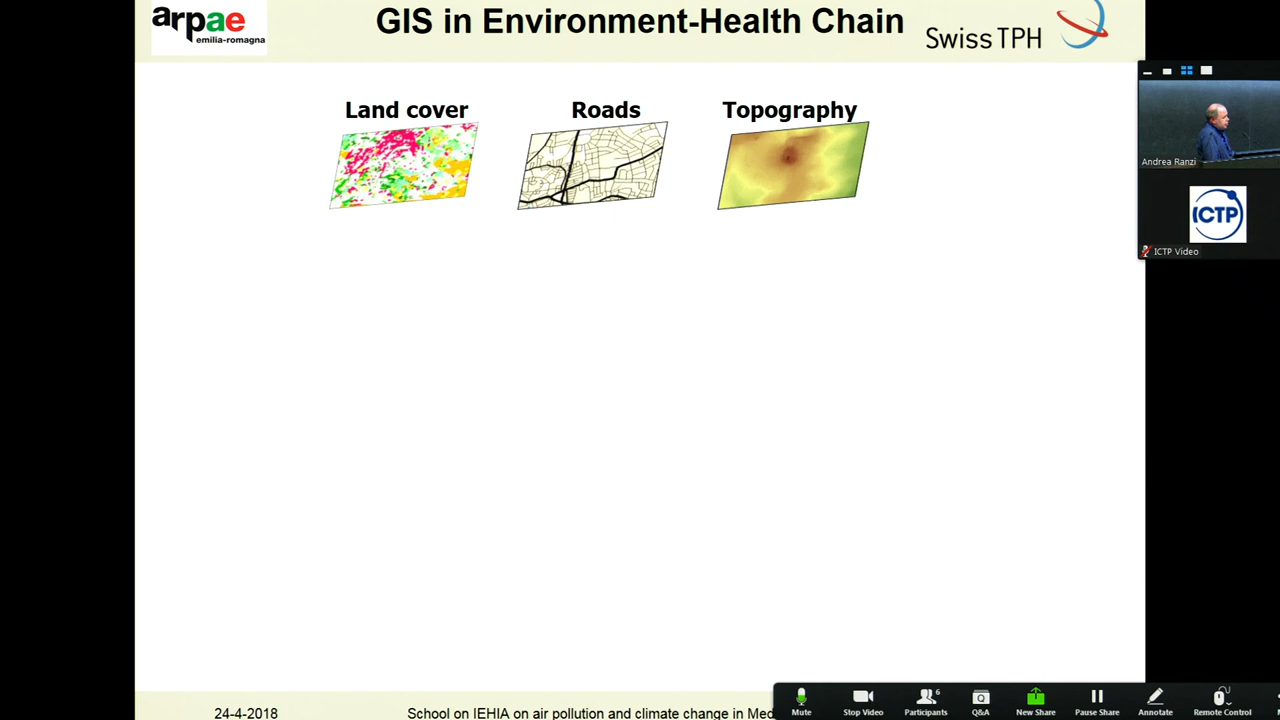 arpae
emilia-romagna
GIS in Environment-Health Chain
Swiss TPH
Land cover
Roads
Topography
Andrea Ranzi
ICTP
ICTP Video
24-4-2018
School on IEHIA on air pollution and climate change in Med
Mute
Stop Video
6
Participants
Q
Q&A
New Share
Pause Share
Annotate
Remote Control